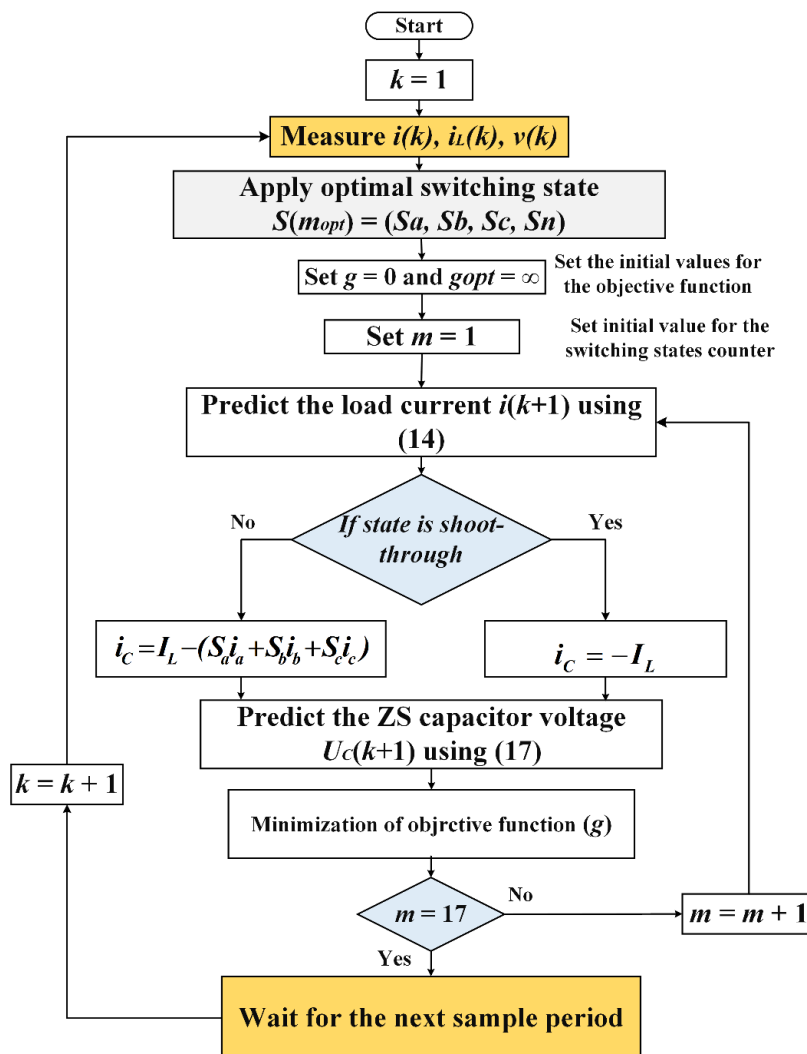 Start
k = 1
Measure i(k), iL(k), v(k)
Apply optimal switching state
S(mopt) = (Sa, Sb, Sc, Sn)
Set g = 0 and gopt = ∞
Set the initial values for
the objective function
Set m = 1
Set initial value for the
switching states counter
Predict the load current i(k+1) using
(14)
If state is shoot-
through
No
Yes
iC = IL −(Saia+Sbib+Scic)
iC = −IL
Predict the ZS capacitor voltage
UC(k+1) using (17)
k = k + 1
Minimization of objrctive function (g)
m = 17
No
m = m + 1
Yes
Wait for the next sample period